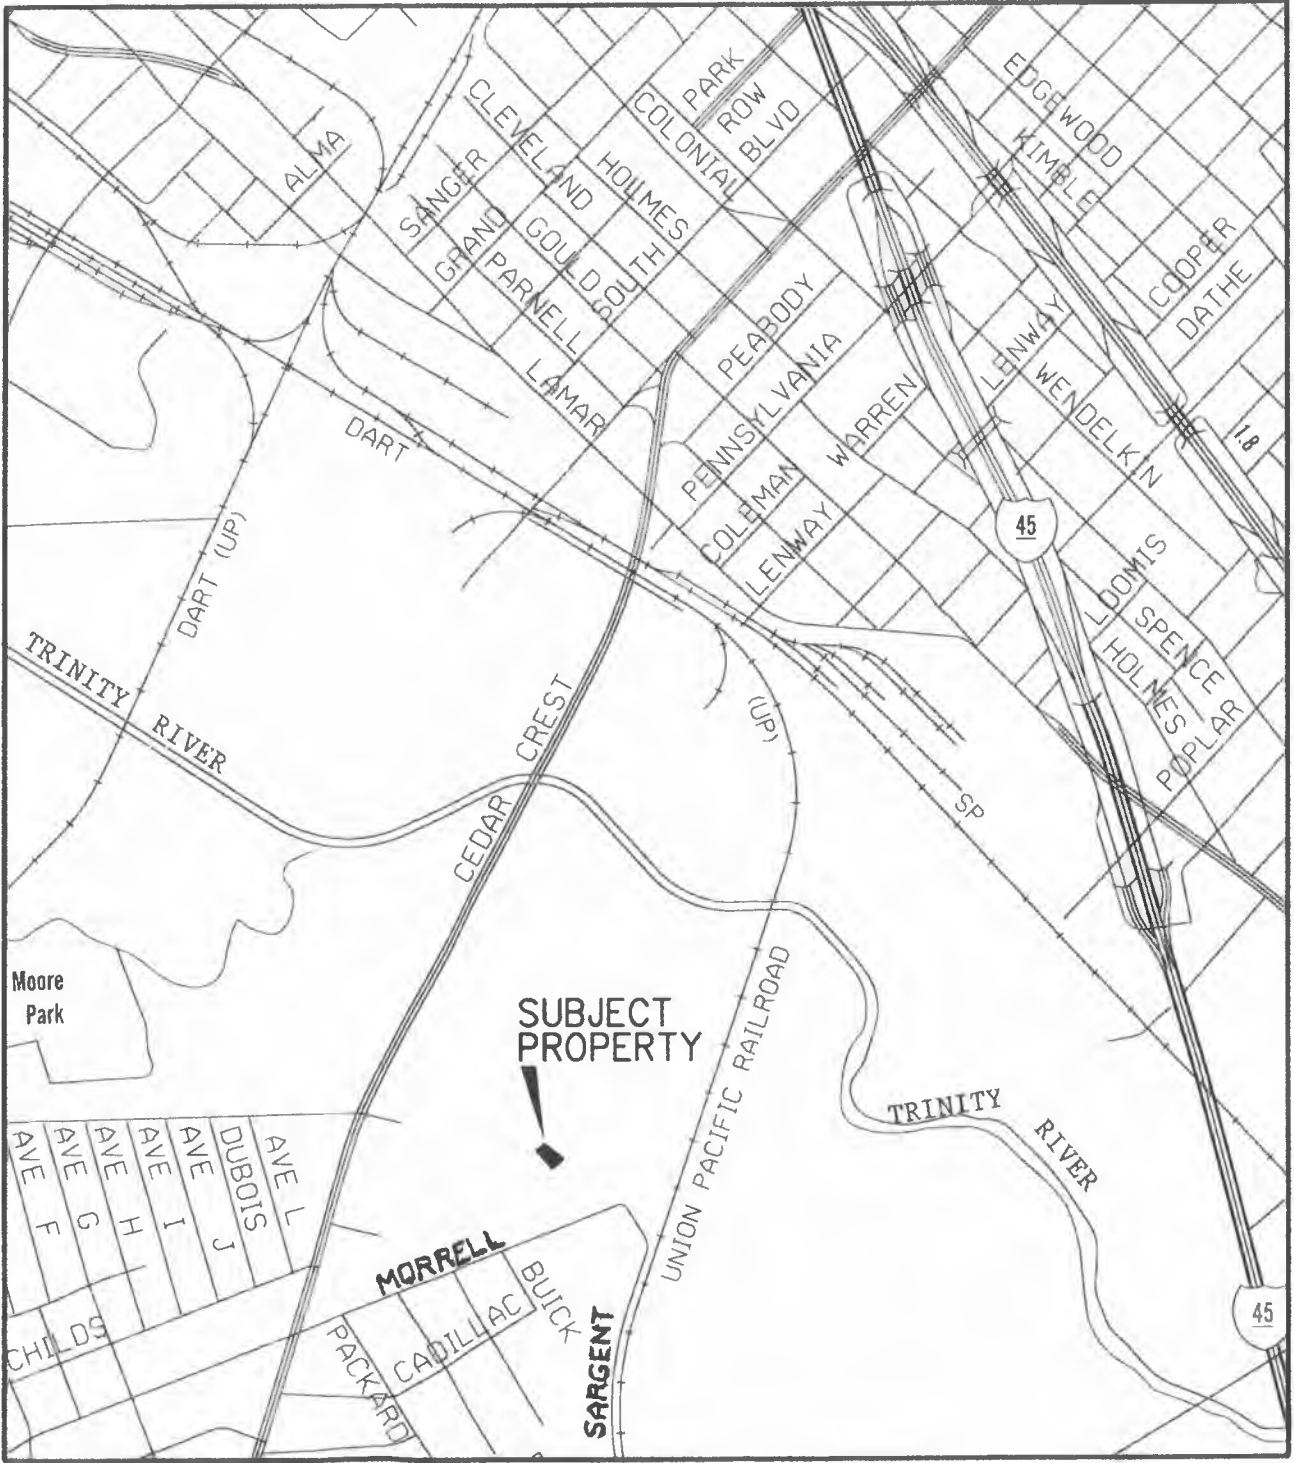 PARK
ROW
BLVD
COLONIAL
EDGEWOOD
KIMBLE
CLEVELAND
HOLMES
ALMA
SANGER
GRAND
GOULD
SOUTH
PARNELL
COOPER
DATHE
PEABODY
LENWAY
PENNSYLVANIA
WENDELKIN
LAMAR
WARREN
DART
1.8
COLEMAN
LENWAY
45
DART (UP)
LOOMIS
SPENCE
HOLMES
POPLAR
TRINITY
RIVER
CEDAR CREST
(UP)
SP
Moore
Park
SUBJECT
PROPERTY
UNION PACIFIC RAILROAD
TRINITY
RIVER
AVE F
AVE G
AVE H
AVE I
AVE J
DUBOIS
AVE L
MORRELL
BUICK
CADILLAC
PACKARD
CHILDS
SARGENT
45